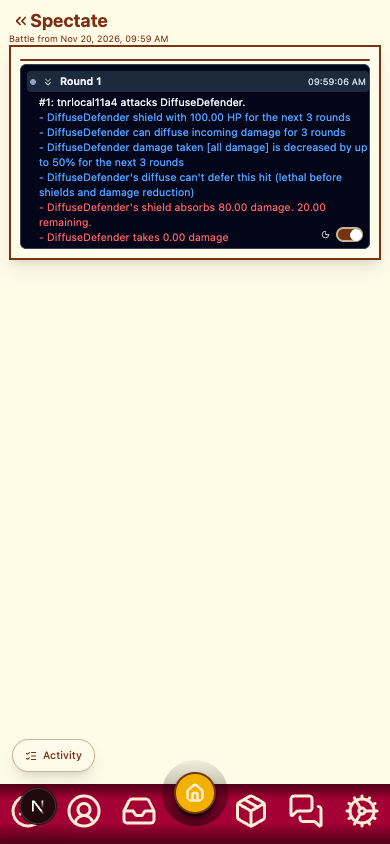 Spectate
Battle from Nov 20, 2026, 09:59 AM
Round 1
09:59:06 AM
#1: tnrlocal11a4 attacks DiffuseDefender.
- DiffuseDefender shield with 100.00 HP for the next 3 rounds
- DiffuseDefender can diffuse incoming damage for 3 rounds
- DiffuseDefender damage taken [all damage] is decreased by up
to 50% for the next 3 rounds
- DiffuseDefender's diffuse can't defer this hit (lethal before
shields and damage reduction)
- DiffuseDefender's shield absorbs 80.00 damage. 20.00
remaining.
- DiffuseDefender takes 0.00 damage
Activity
N